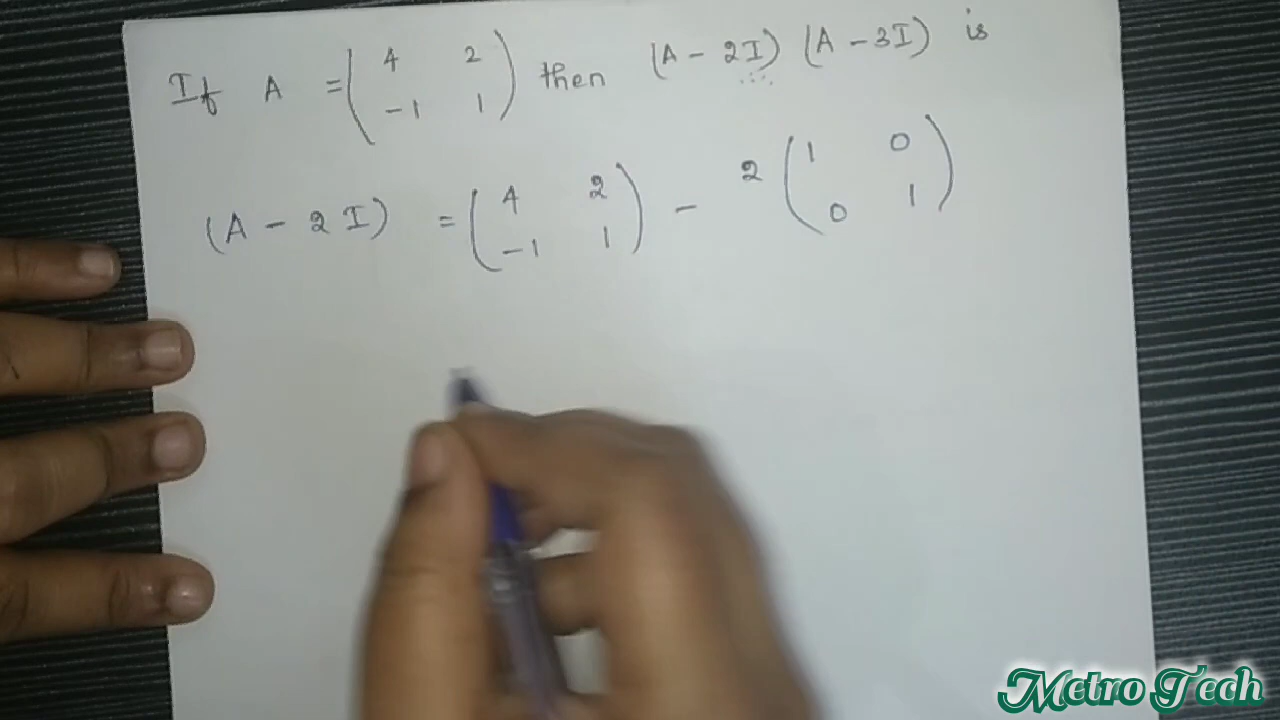 If A = ( 4 2 -1 1 ) then (A - 2I) (A - 3I) is
(A - 2I) = ( 4 2 -1 1 ) - 2 ( 1 0 0 1 )
Metro Tech